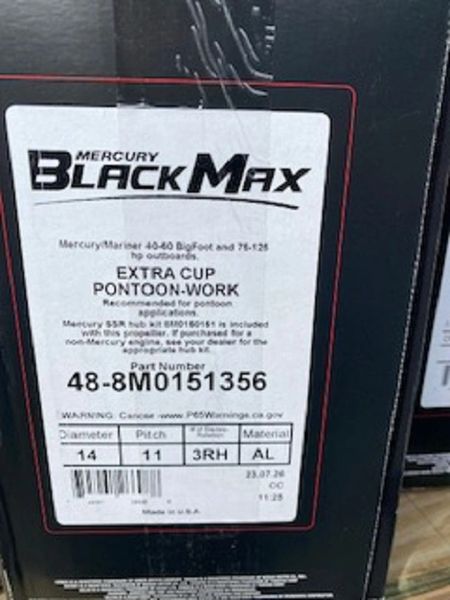 MERCURY
BLACKMAX
Mercury/Mariner 40-60 BigFoot and 75-125
hp outboards.
EXTRA CUP
PONTOON-WORK
Recommended for pontoon
applications.
Mercury SSR hub kit 8M0150151 is included
with this propeller. If purchased for a
non-Mercury engine, see your dealer for the
appropriate hub kit.
Part Number
48-8M0151356
WARNING: Cancer -www.P65Warnings.ca.gov
Diameter Pitch Material
14 11 3RH AL
23.07.26
CC
11:25
Made in U.S.A